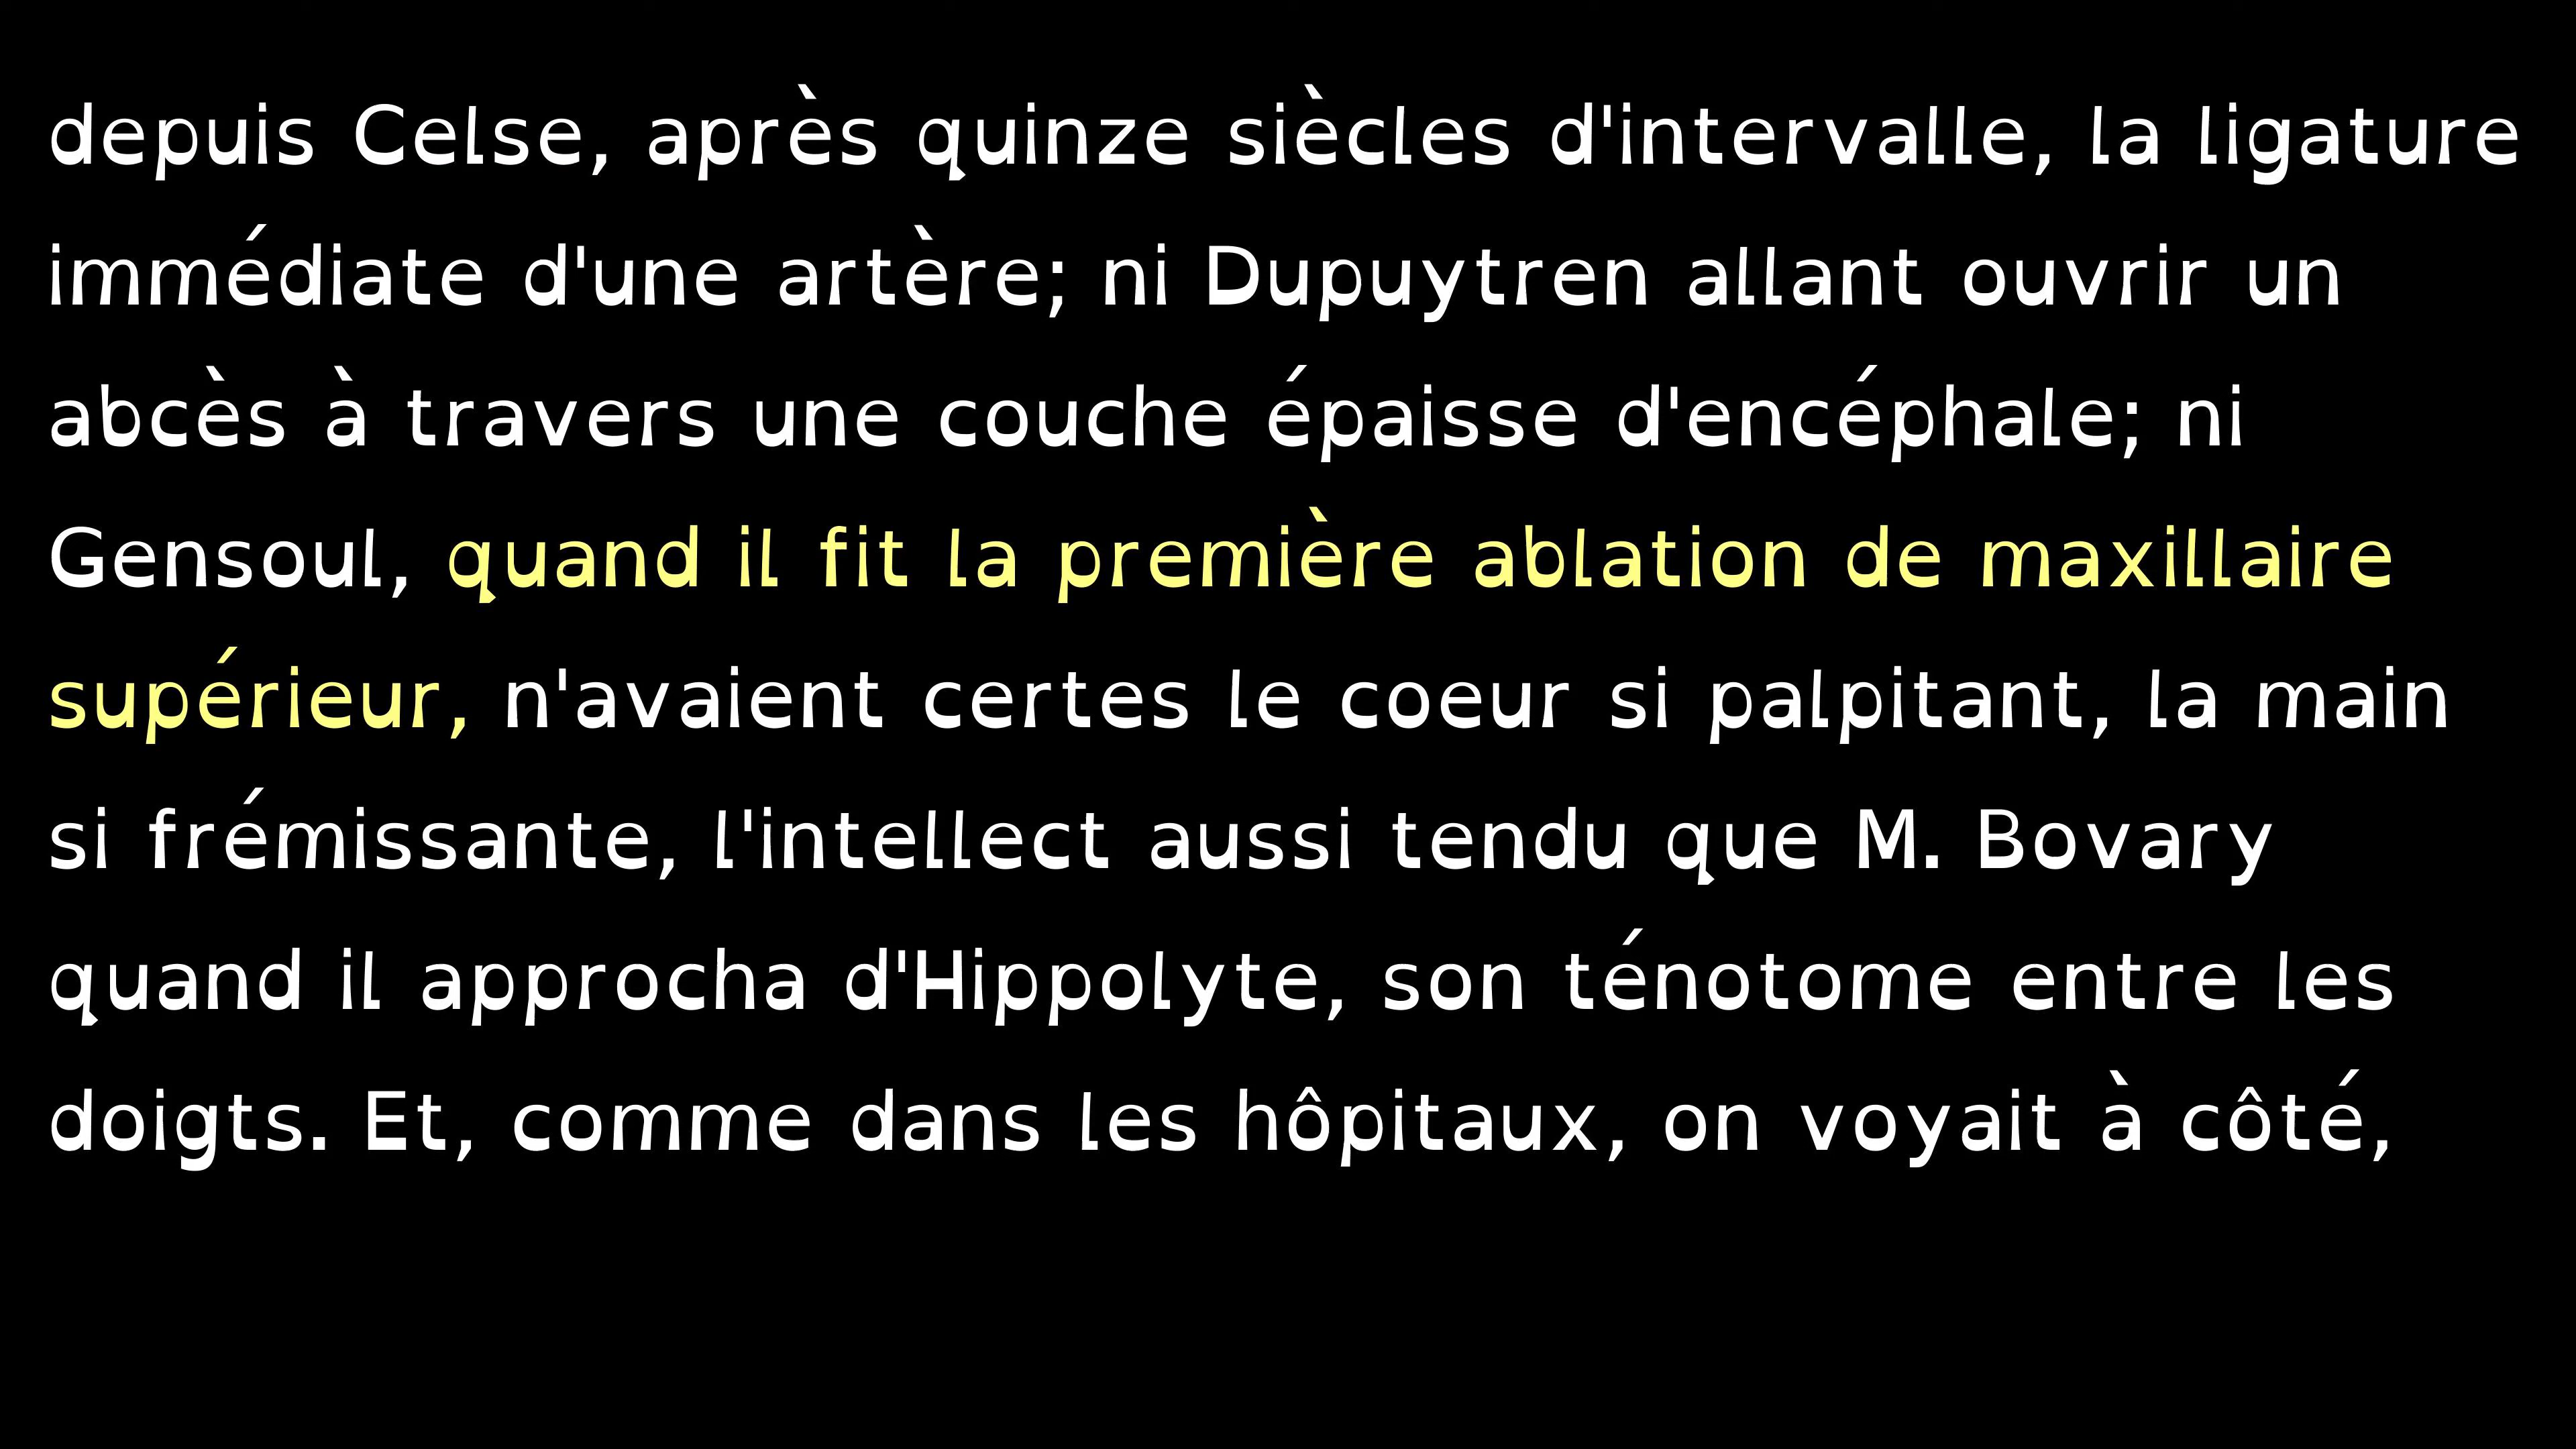 depuis Celse, après quinze siècles d'intervalle, la ligature
immédiate d'une artère; ni Dupuytren allant ouvrir un
abcès à travers une couche épaisse d'encéphale; ni
Gensoul, quand il fit la première ablation de maxillaire
supérieur, n'avaient certes le coeur si palpitant, la main
si frémissante, l'intellect aussi tendu que M. Bovary
quand il approcha d'Hippolyte, son ténotome entre les
doigts. Et, comme dans les hôpitaux, on voyait à côté,